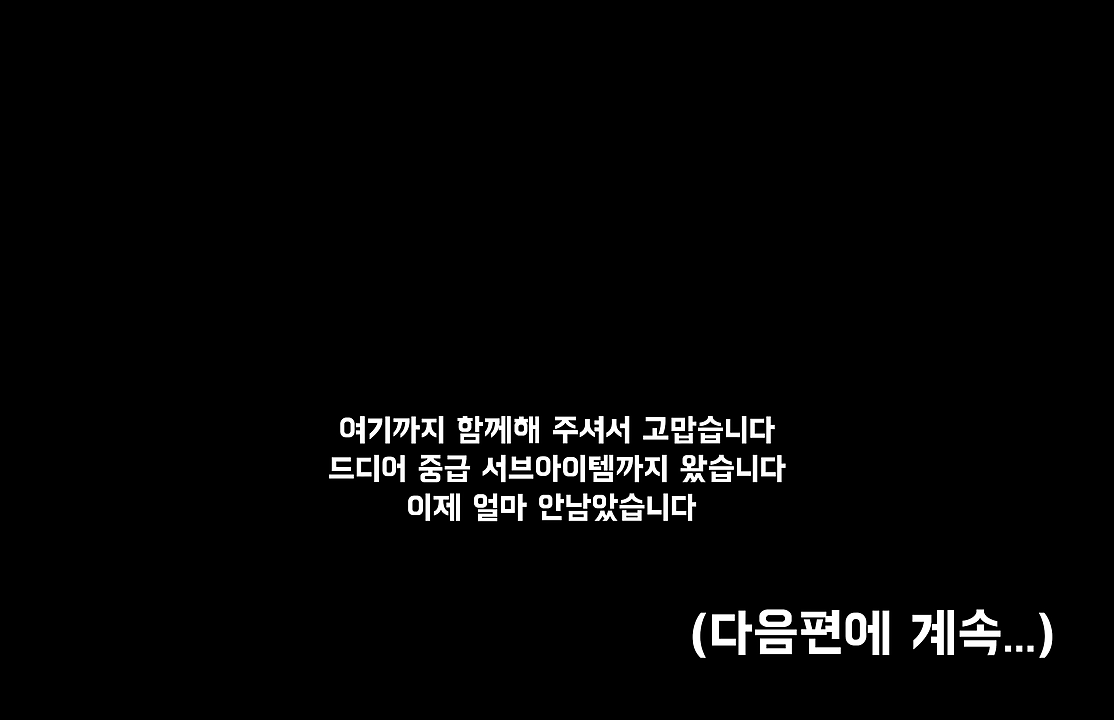 여기까지 함께해 주셔서 고맙습니다
드디어 중급 서브아이템까지 왔습니다
이제 얼마 안남았습니다
(다음편에 계속...)